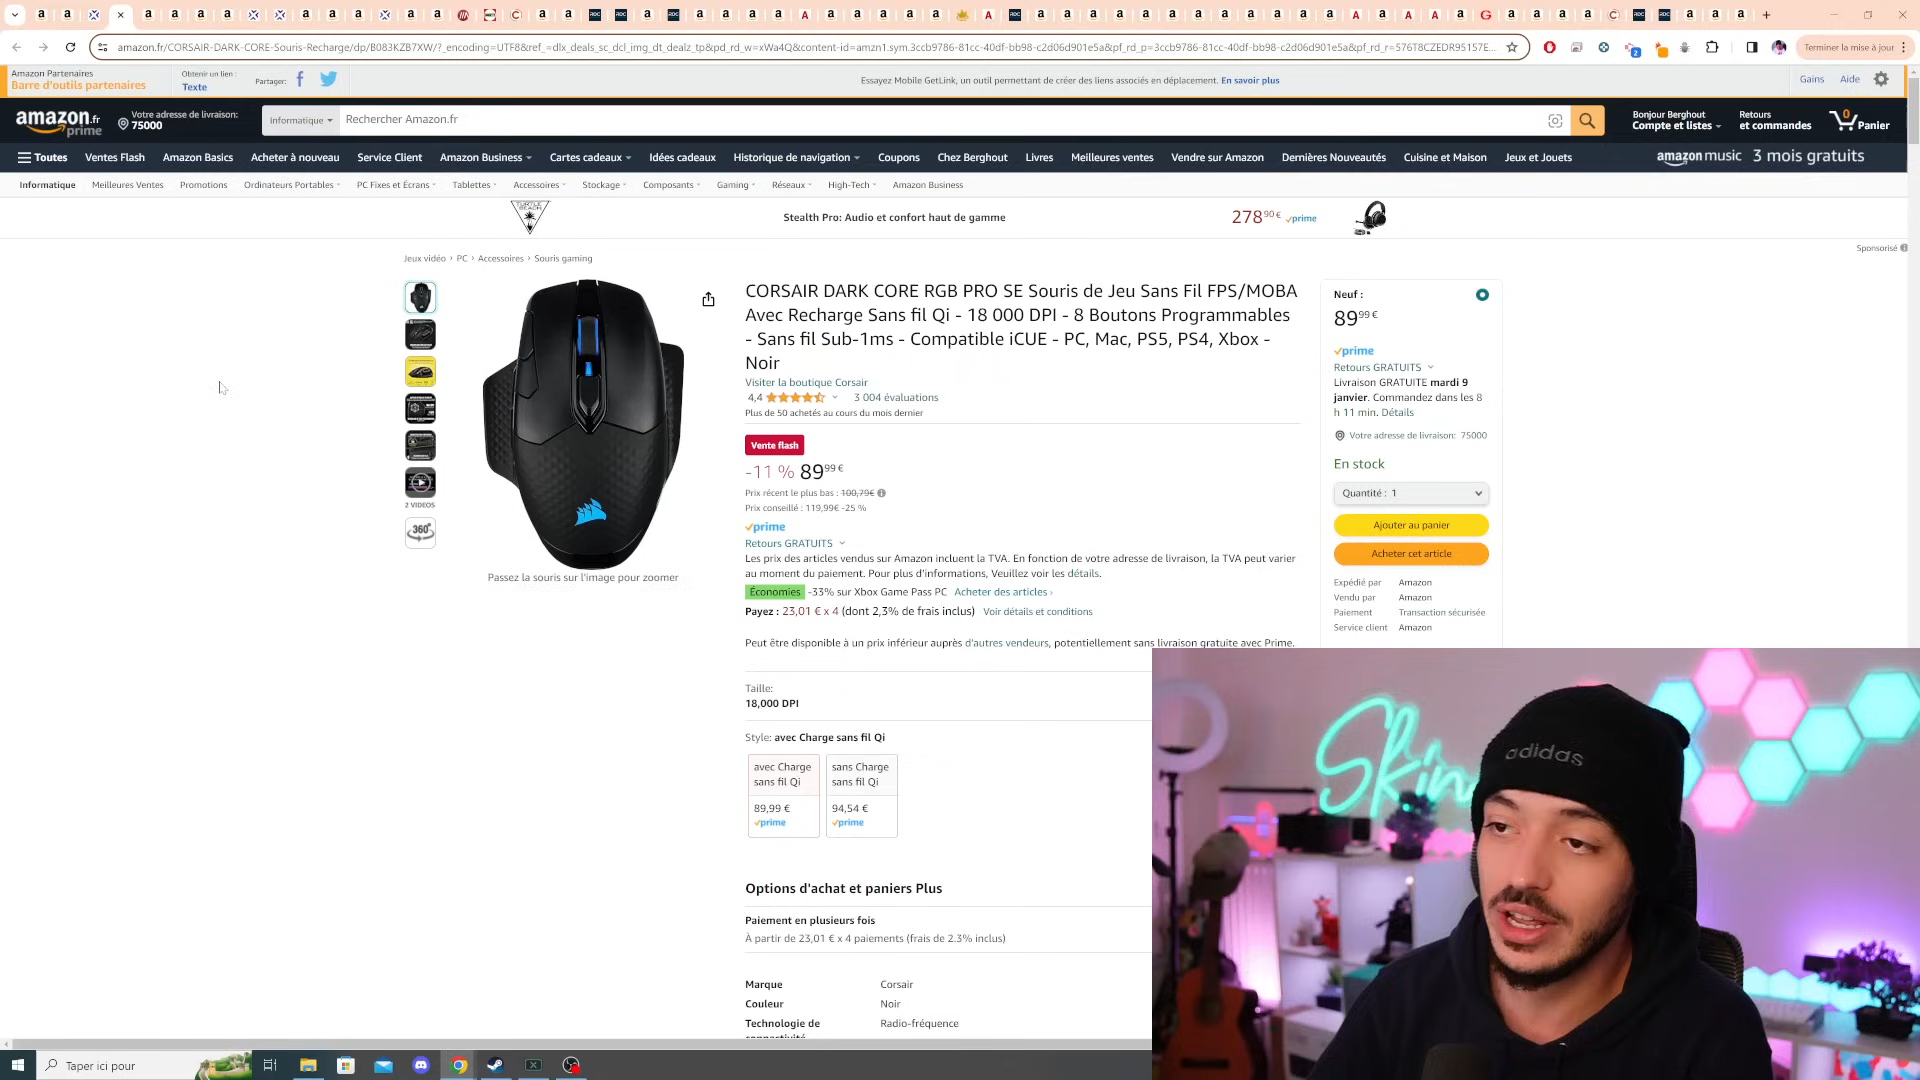 amazon.fr/CORSAIR-DARK-CORE-Souris-Recharge/dp/B083KZB7XW/?_encoding=UTF8&ref_=dlx_deals_sc_dcl_img_dt_dealz_tp&pd_rd_w=xWa4Q&content-id=amzn1.sym.3ccb9786-81cc-40df-bb98-c2d06d901e5a&pf_rd_p=3ccb9786-81cc-40df-bb98-c2d06d901e5a&pf_rd_r=576T8CZEDR95157E...
Terminer la mise à jour
Amazon Partenaires
Barre d'outils partenaires
Obtenir un lien :
Texte
Partager:
Essayez Mobile GetLink, un outil permettant de créer des liens associés en déplacement. En savoir plus
Gains
Aide
amazon.fr
prime
Votre adresse de livraison:
75000
Informatique
Rechercher Amazon.fr
Bonjour Berghout
Compte et listes
Retours
et commandes
0
Panier
Toutes
Ventes Flash
Amazon Basics
Acheter à nouveau
Service Client
Amazon Business
Cartes cadeaux
Idées cadeaux
Historique de navigation
Coupons
Chez Berghout
Livres
Meilleures ventes
Vendre sur Amazon
Dernières Nouveautés
Cuisine et Maison
Jeux et Jouets
amazon music 3 mois gratuits
Informatique
Meilleures Ventes
Promotions
Ordinateurs Portables
PC Fixes et Écrans
Tablettes
Accessoires
Stockage
Composants
Gaming
Réseaux
High-Tech
Amazon Business
TURTLE BEACH
Stealth Pro: Audio et confort haut de gamme
278,90 € prime
Sponsorisé
Jeux vidéo › PC › Accessoires › Souris gaming
2 VIDEOS
360°
Passez la souris sur l'image pour zoomer
CORSAIR DARK CORE RGB PRO SE Souris de Jeu Sans Fil FPS/MOBA
Avec Recharge Sans fil Qi - 18 000 DPI - 8 Boutons Programmables
- Sans fil Sub-1ms - Compatible iCUE - PC, Mac, PS5, PS4, Xbox -
Noir
Visiter la boutique Corsair
4,4
3 004 évaluations
Plus de 50 achetés au cours du mois dernier
Vente flash
-11 % 89,99 €
Prix récent le plus bas : 100,79€
Prix conseillé : 119,99€ -25 %
prime
Retours GRATUITS
Les prix des articles vendus sur Amazon incluent la TVA. En fonction de votre adresse de livraison, la TVA peut varier
au moment du paiement. Pour plus d'informations, Veuillez voir les détails.
Économies -33% sur Xbox Game Pass PC Acheter des articles ›
Payez : 23,01 € x 4 (dont 2,3% de frais inclus) Voir détails et conditions
Peut être disponible à un prix inférieur auprès d'autres vendeurs, potentiellement sans livraison gratuite avec Prime.
Taille:
18,000 DPI
Style: avec Charge sans fil Qi
avec Charge
sans fil Qi
89,99 €
prime
sans Charge
sans fil Qi
94,54 €
prime
Options d'achat et paniers Plus
Paiement en plusieurs fois
À partir de 23,01 € x 4 paiements (frais de 2.3% inclus)
Marque Corsair
Couleur Noir
Technologie de Radio-fréquence
connectivité
Neuf :
89,99 €
prime
Retours GRATUITS
Livraison GRATUITE mardi 9
janvier. Commandez dans les 8
h 11 min. Détails
Votre adresse de livraison: 75000
En stock
Quantité : 1
Ajouter au panier
Acheter cet article
Expédié par Amazon
Vendu par Amazon
Paiement Transaction sécurisée
Service client Amazon
adidas
Taper ici pour